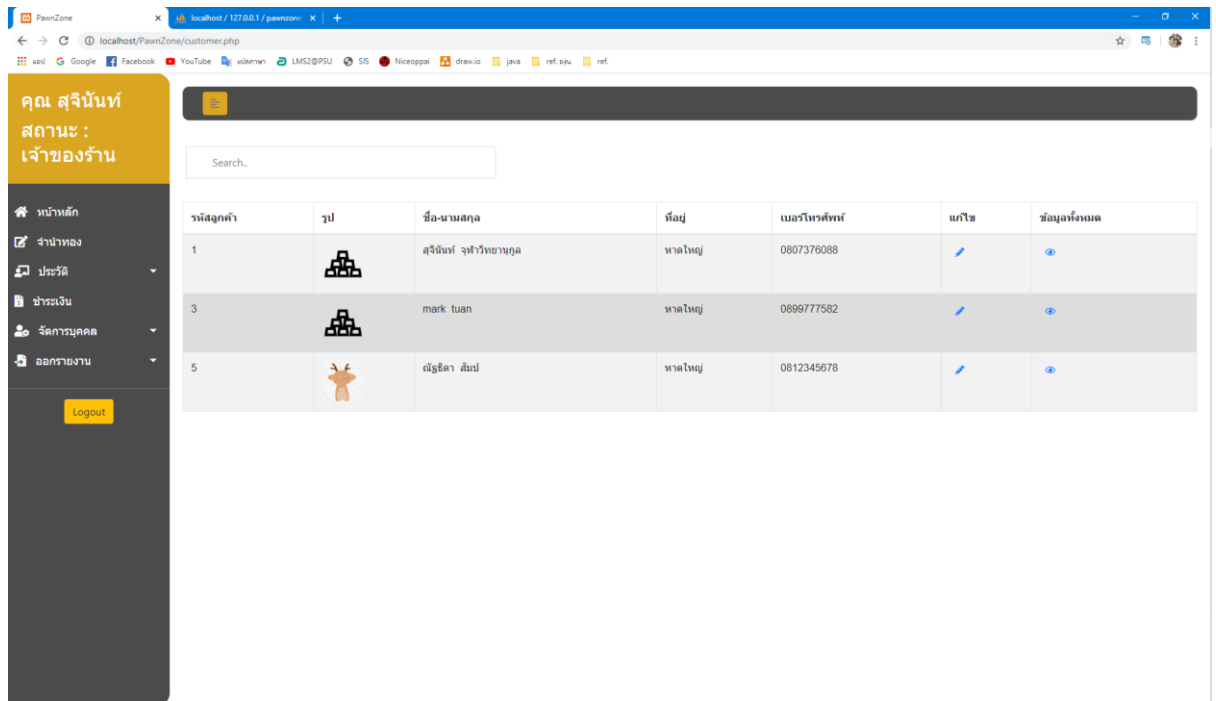 PawnZone
localhost / 127.0.0.1 / pawnzone
localhost/PawnZone/customer.php
แอป Google Facebook YouTube แปลภาษา LMS2@PSU SIS Niceoppai draw.io java ref. อุ่น ref.
คุณ สุจินันท์
สถานะ :
เจ้าของร้าน
Search..
หน้าหลัก
จำนำทอง
ประวัติ
ชำระเงิน
จัดการบุคคล
ออกรายงาน
Logout
รหัสลูกค้า รูป ชื่อ-นามสกุล ที่อยู่ เบอร์โทรศัพท์ แก้ไข ข้อมูลทั้งหมด
1 สุจินันท์ จุฬาวิทยานุกูล หาดใหญ่ 0807376088
3 mark tuan หาดใหญ่ 0899777582
5 ณัฐธิดา สัมป์ หาดใหญ่ 0812345678